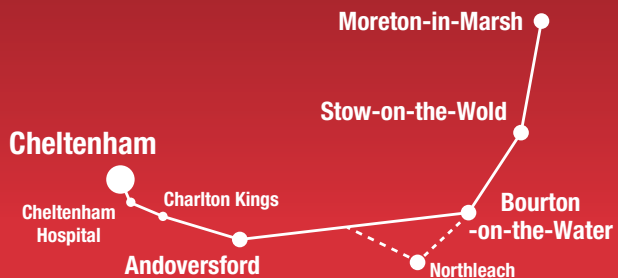 Moreton-in-Marsh
Stow-on-the-Wold
Cheltenham
Charlton Kings
Cheltenham
Hospital
Bourton
-on-the-Water
Andoversford
Northleach